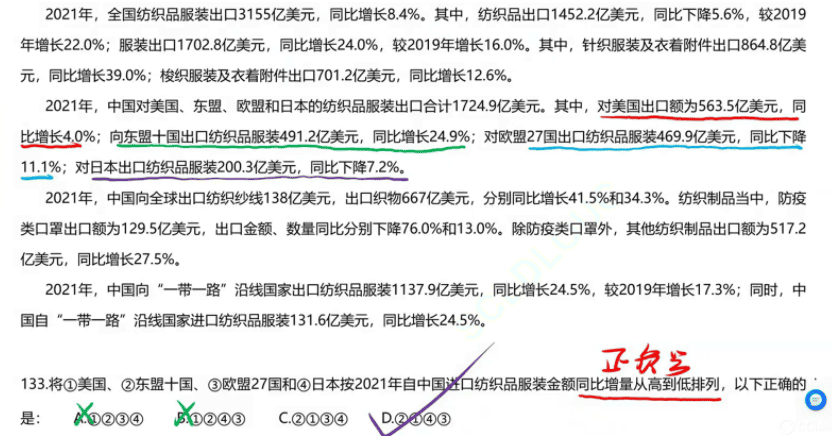 2021年，全国纺织品服装出口3155亿美元，同比增长8.4%。其中，纺织品出口1452.2亿美元，同比下降5.6%，较2019
年增长22.0%；服装出口1702.8亿美元，同比增长24.0%，较2019年增长16.0%。其中，针织服装及衣着附件出口864.8亿美
元，同比增长39.0%；梭织服装及衣着附件出口701.2亿美元，同比增长12.6%。
2021年，中国对美国、东盟、欧盟和日本的纺织品服装出口合计1724.9亿美元。其中，对美国出口额为563.5亿美元，同
比增长4.0%；向东盟十国出口纺织品服装491.2亿美元，同比增长24.9%；对欧盟27国出口纺织品服装469.9亿美元，同比下降
11.1%；对日本出口纺织品服装200.3亿美元，同比下降7.2%。
2021年，中国向全球出口纺织纱线138亿美元，出口织物667亿美元，分别同比增长41.5%和34.3%。纺织制品当中，防疫
类口罩出口额为129.5亿美元，出口金额、数量同比分别下降76.0%和13.0%。除防疫类口罩外，其他纺织制品出口额为517.2
亿美元，同比增长27.5%。
2021年，中国向“一带一路”沿线国家出口纺织品服装1137.9亿美元，同比增长24.5%，较2019年增长17.3%；同时，中
国自“一带一路”沿线国家进口纺织品服装131.6亿美元，同比增长24.5%。
正负
133.将①美国、②东盟十国、③欧盟27国和④日本按2021年自中国进口纺织品服装金额同比增量从高到低排列，以下正确的
是： A.①②③④ B.①②④③ C.②①③④ D.②①④③